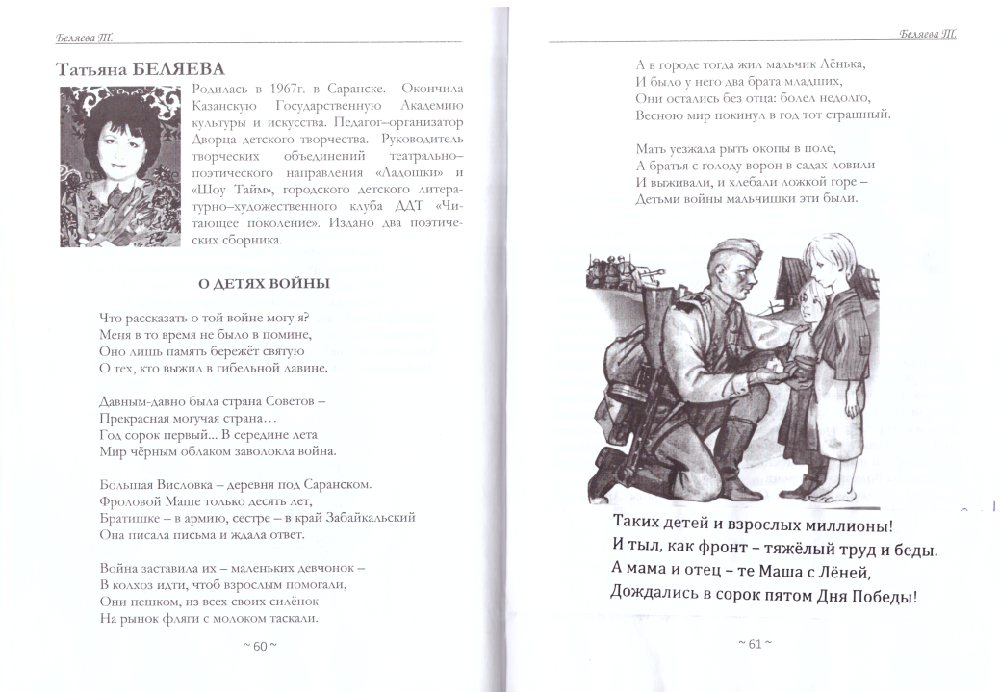 Беляева Т.
Татьяна БЕЛЯЕВА
Родилась в 1967г. в Саранске. Окончила
Казанскую Государственную Академию
культуры и искусства. Педагог–организатор
Дворца детского творчества. Руководитель
творческих объединений театрально–
поэтического направления «Ладошки» и
«Шоу Тайм», городского детского литера-
турно–художественного клуба ДДТ «Чи-
тающее поколение». Издано два поэтиче-
ских сборника.
О ДЕТЯХ ВОЙНЫ
Что рассказать о той войне могу я?
Меня в то время не было в помине,
Оно лишь память бережёт святую
О тех, кто выжил в гибельной лавине.
Давным-давно была страна Советов –
Прекрасная могучая страна…
Год сорок первый... В середине лета
Мир чёрным облаком заволокла война.
Большая Висловка – деревня под Саранском.
Фроловой Маше только десять лет,
Братишке – в армию, сестре – в край Забайкальский
Она писала письма и ждала ответ.
Война заставила их – маленьких девчонок –
В колхоз идти, чтоб взрослым помогали,
Они пешком, из всех своих силёнок
На рынок фляги с молоком таскали.
~ 60 ~
Беляева Т.
А в городе тогда жил мальчик Лёнька,
И было у него два брата младших,
Они остались без отца: болел недолго,
Весною мир покинул в год тот страшный.
Мать уезжала рыть окопы в поле,
А братья с голоду ворон в садах ловили
И выживали, и хлебали ложкой горе –
Детьми войны мальчишки эти были.
Таких детей и взрослых миллионы!
И тыл, как фронт – тяжёлый труд и беды.
А мама и отец – те Маша с Лёней,
Дождались в сорок пятом Дня Победы!
~ 61 ~